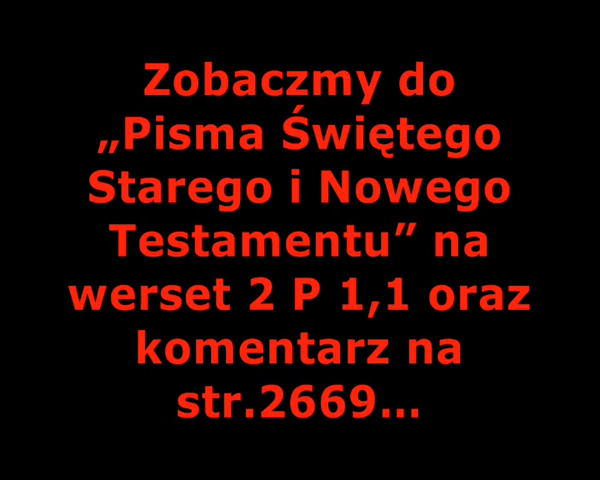 Zobaczmy do
„Pisma Świętego
Starego i Nowego
Testamentu” na
werset 2 P 1,1 oraz
komentarz na
str.2669...